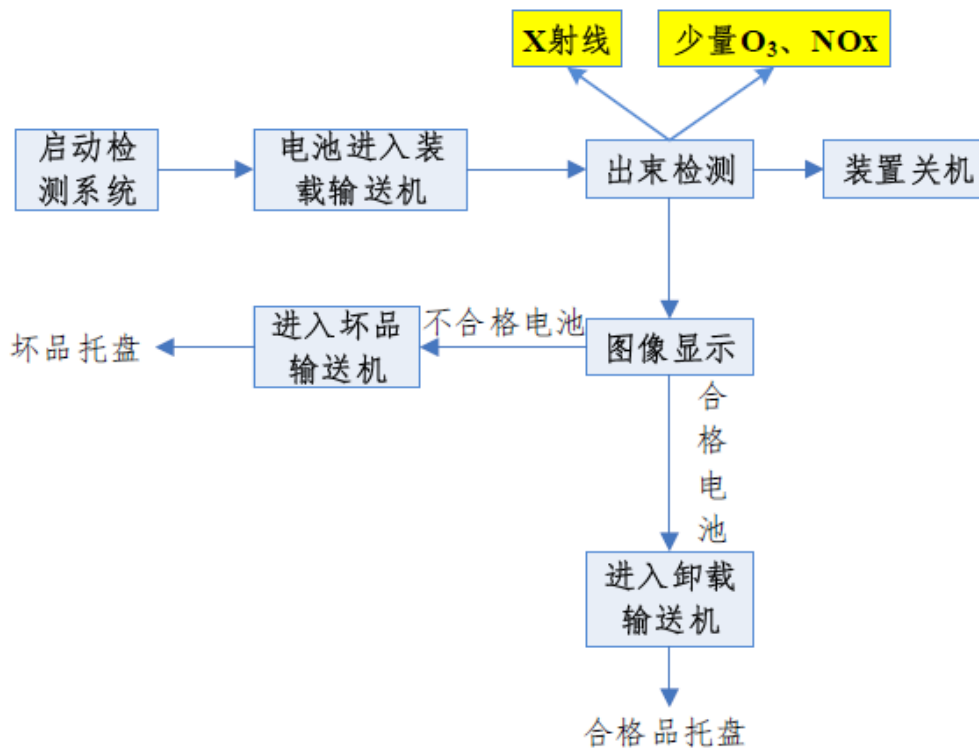 X射线
少量O₃、NOx
启动检
测系统
电池进入装
载输送机
出束检测
装置关机
坏品托盘
进入坏品
输送机
不合格电池
图像显示
合
格
电
池
进入卸载
输送机
合格品托盘